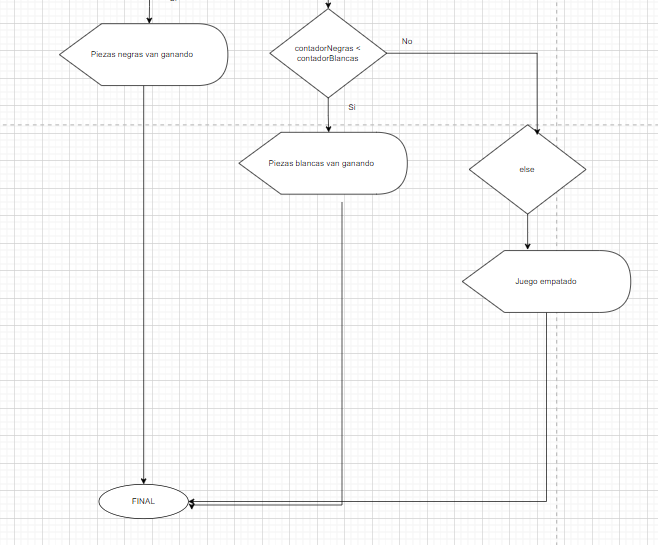 Piezas negras van ganando
contadorNegras <
contadorBlancas
No
Si
Piezas blancas van ganando
else
Juego empatado
FINAL